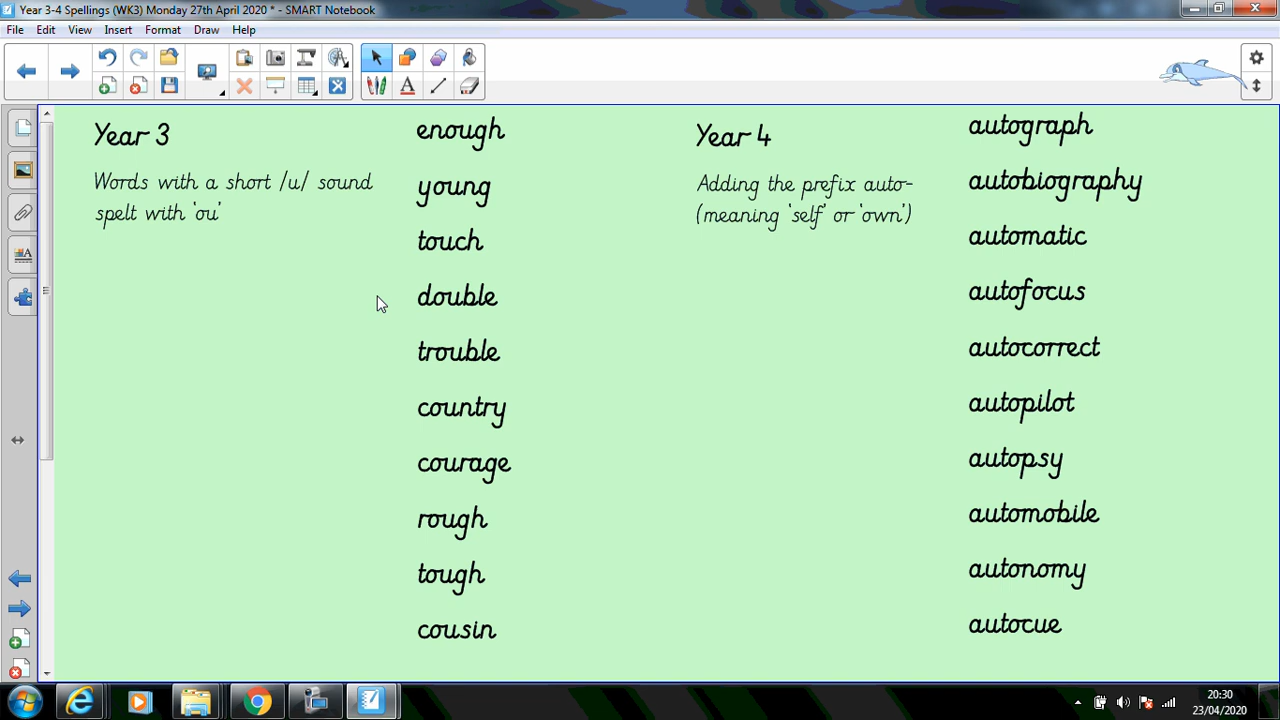 Year 3-4 Spellings (WK3) Monday 27th April 2020 * - SMART Notebook
File Edit View Insert Format Draw Help
Year 3
Words with a short /u/ sound
spelt with 'ou'
enough
young
touch
double
trouble
country
courage
rough
tough
cousin
Year 4
Adding the prefix auto-
(meaning 'self' or 'own')
autograph
autobiography
automatic
autofocus
autocorrect
autopilot
autopsy
automobile
autonomy
autocue
20:30
23/04/2020